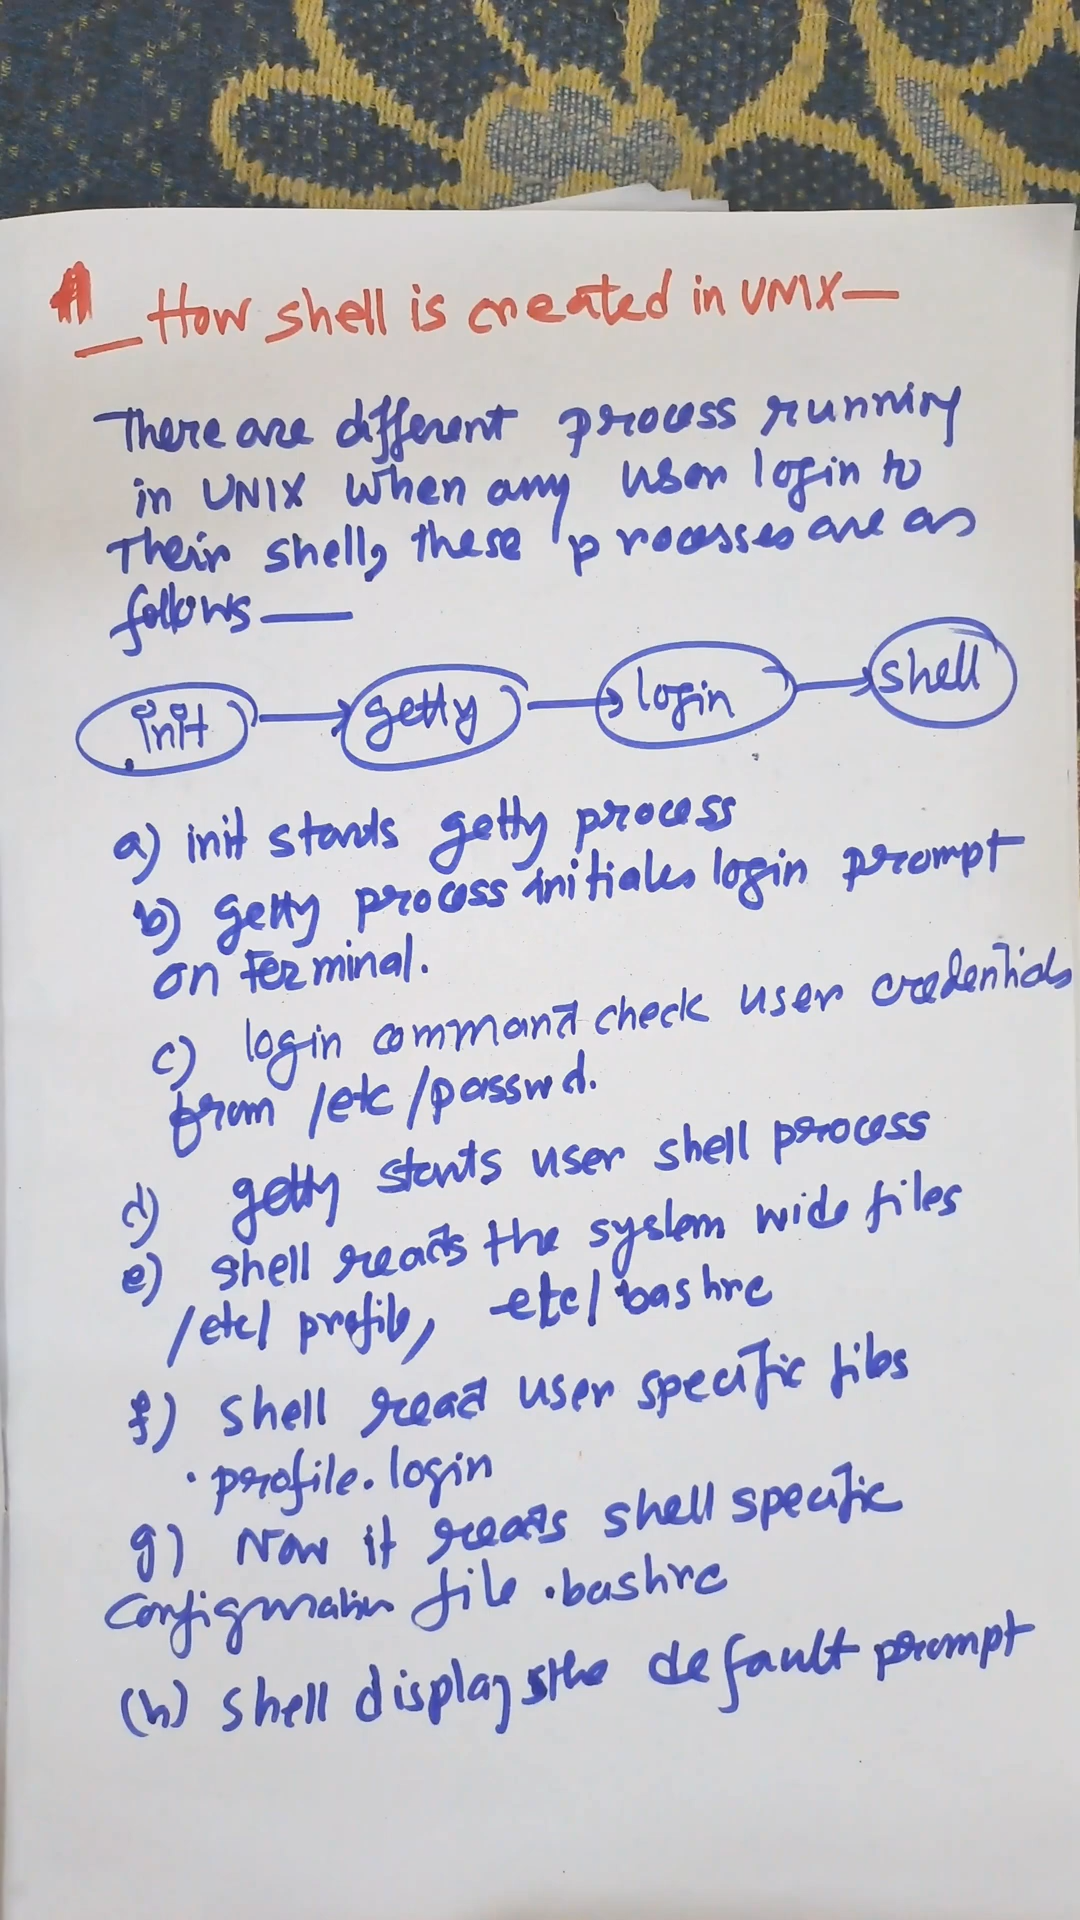 How shell is created in UNIX—
There are different process running
in UNIX when any user login to
Their shell, these processes are as
follows —
init → getty → login → shell
a) init starts getty process
b) getty process initiales login prompt
on Terminal.
c) login command check user credentials
from /etc/passwd.
d) getty starts user shell process
e) shell reads the system wide files
/etc/ profile, etc/bashrc
f) shell read user specific files
.profile.login
g) Now it reads shell specific
Configuration file .bashrc
(h) shell displays the default prompt